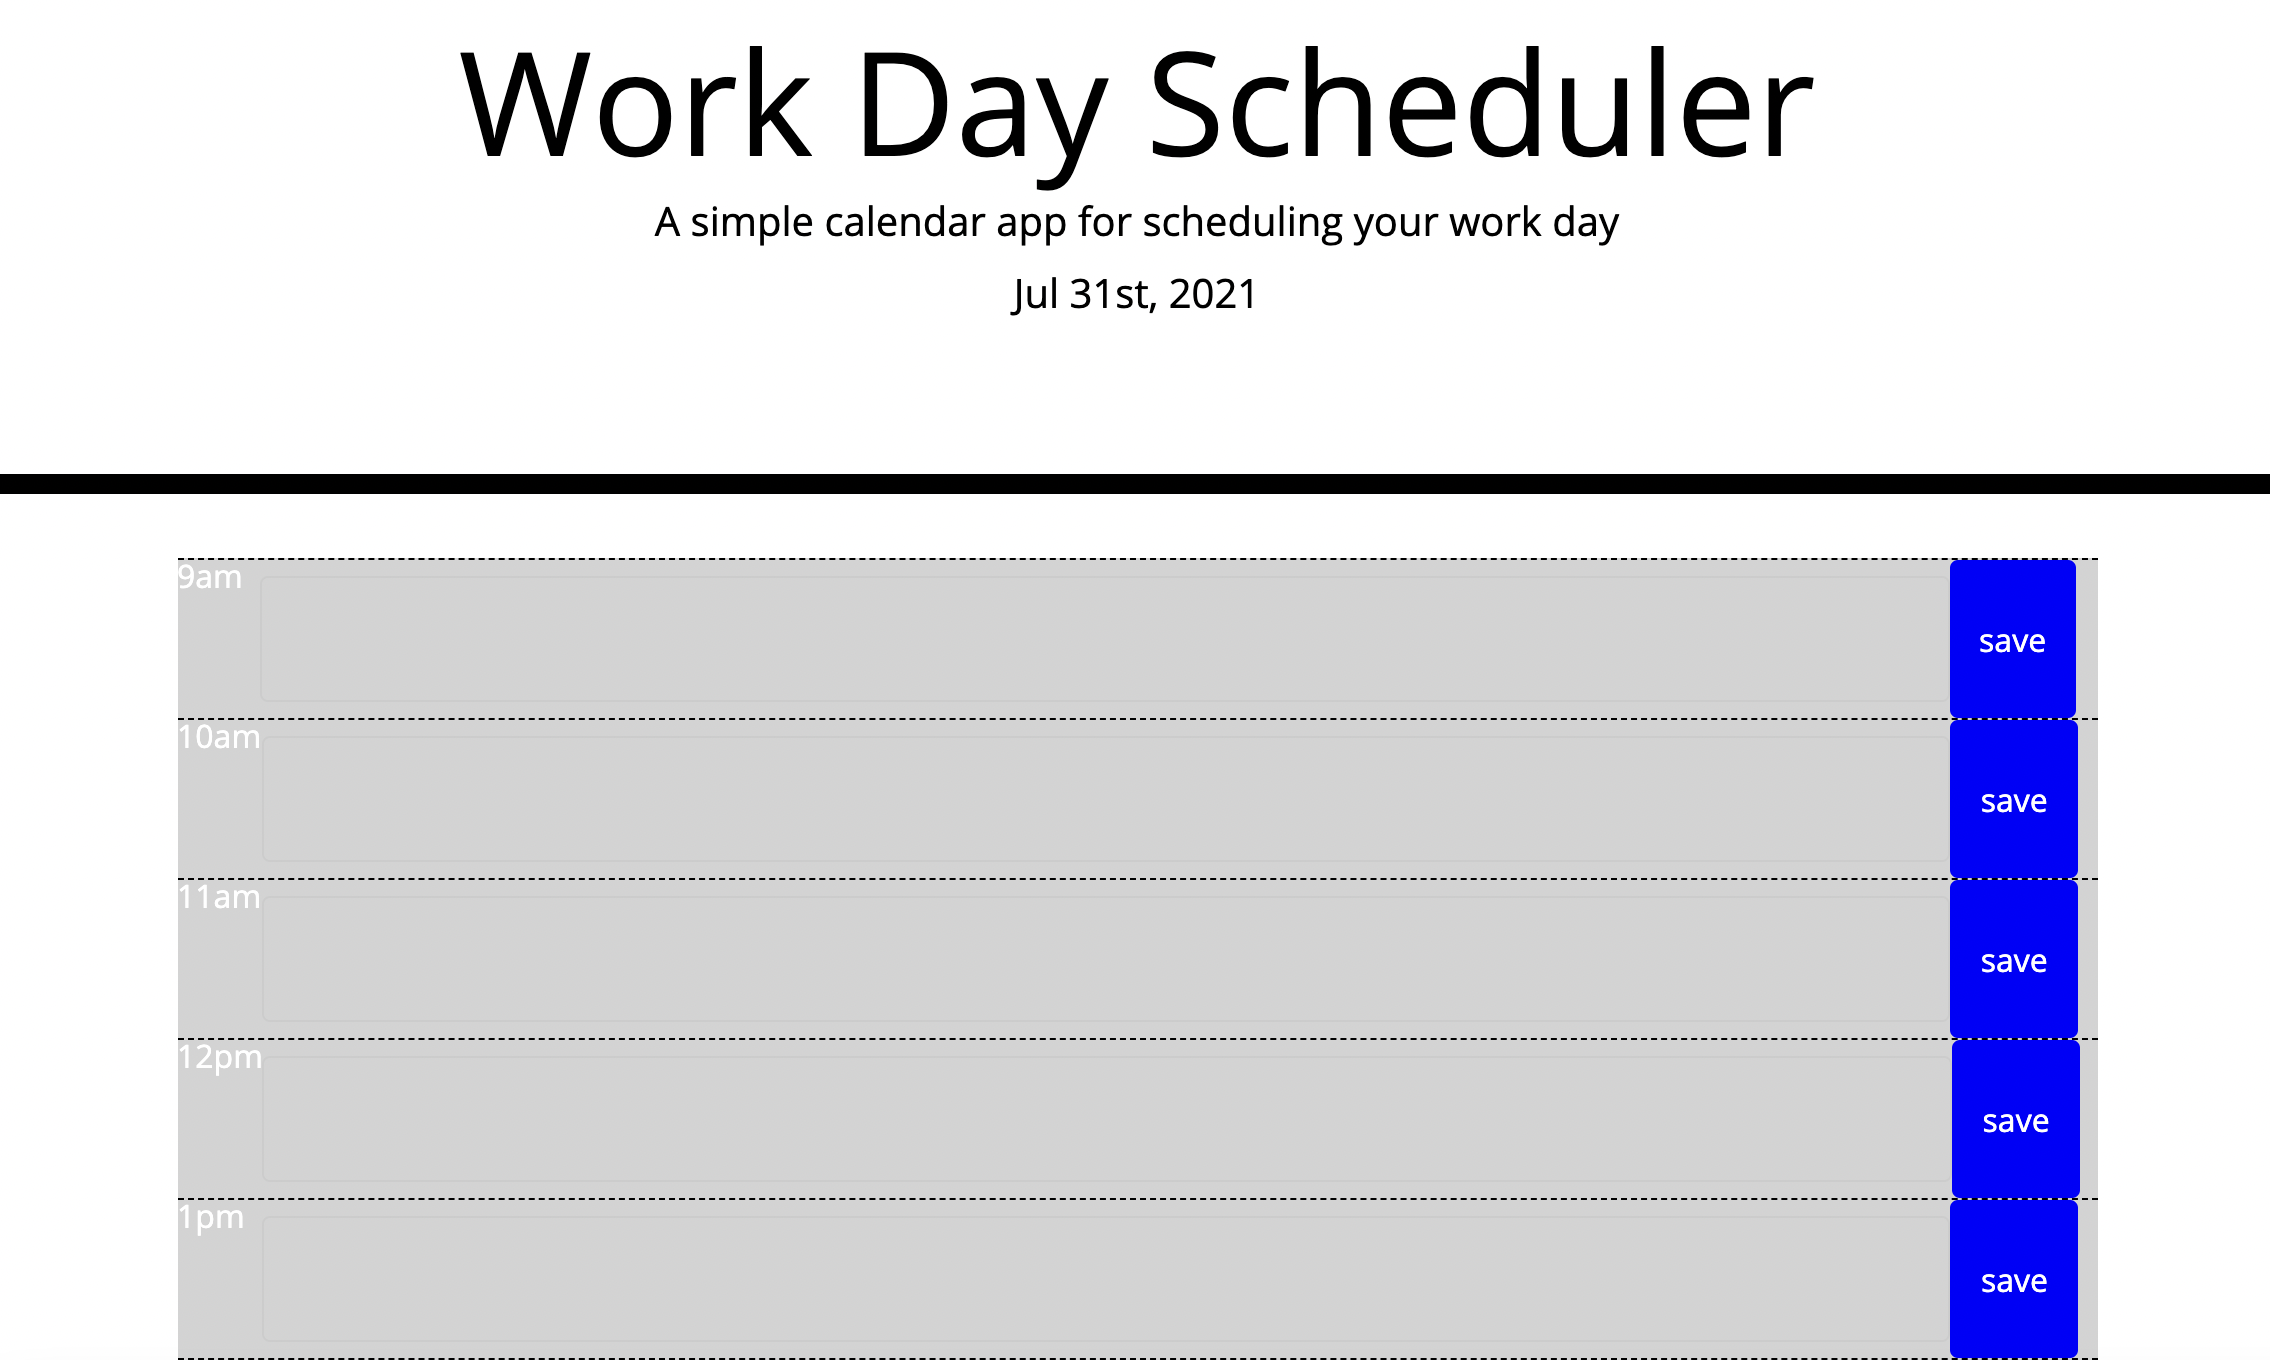 Work Day Scheduler
A simple calendar app for scheduling your work day
Jul 31st, 2021
9am
save
10am
save
11am
save
12pm
save
1pm
save